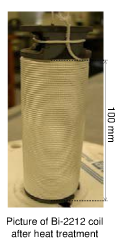 100 mm
Picture of Bi-2212 coil
after heat treatment